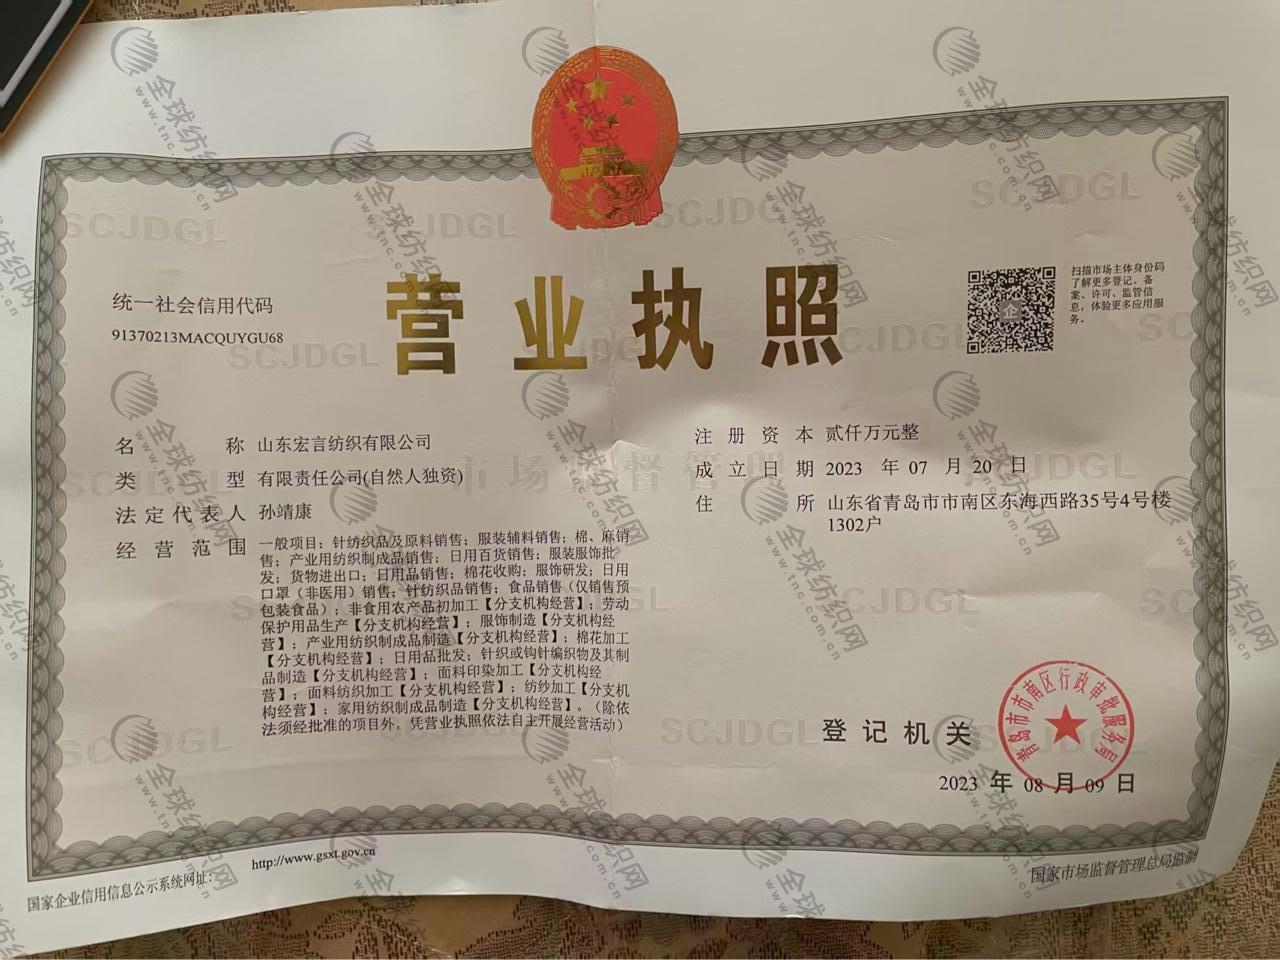 营业执照
统一社会信用代码
91370213MACQUYGU68
扫描市场主体身份码
了解更多登记、备
案、许可、监管信
息，体验更多应用服
务。
名 称 山东宏言纺织有限公司
类 型 有限责任公司(自然人独资)
法定代表人 孙靖康
经营范围 一般项目：针纺织品及原料销售；服装辅料销售；棉、麻销
售；产业用纺织制成品销售；日用百货销售；服装服饰批
发；货物进出口；日用品销售；棉花收购；服饰研发；日用
口罩（非医用）销售；针纺织品销售；食品销售（仅销售预
包装食品）；非食用农产品初加工【分支机构经营】；劳动
保护用品生产【分支机构经营】；服饰制造【分支机构经
营】；产业用纺织制成品制造【分支机构经营】；棉花加工
【分支机构经营】；日用品批发；针织或钩针编织物及其制
品制造【分支机构经营】；面料印染加工【分支机构经
营】；面料纺织加工【分支机构经营】；纺纱加工【分支机
构经营】；家用纺织制成品制造【分支机构经营】。（除依
法须经批准的项目外，凭营业执照依法自主开展经营活动）
注册资本 贰仟万元整
成立日期 2023 年 07 月 20 日
住 所 山东省青岛市市南区东海西路35号4号楼
1302户
登记机关
青岛市市南区行政审批服务局
2023 年 08 月 09 日
国家企业信用信息公示系统网址：
http://www.gsxt.gov.cn
国家市场监督管理总局监制
SCJDGL
市场监督管理
全球纺织网
www.tnc.com.cn